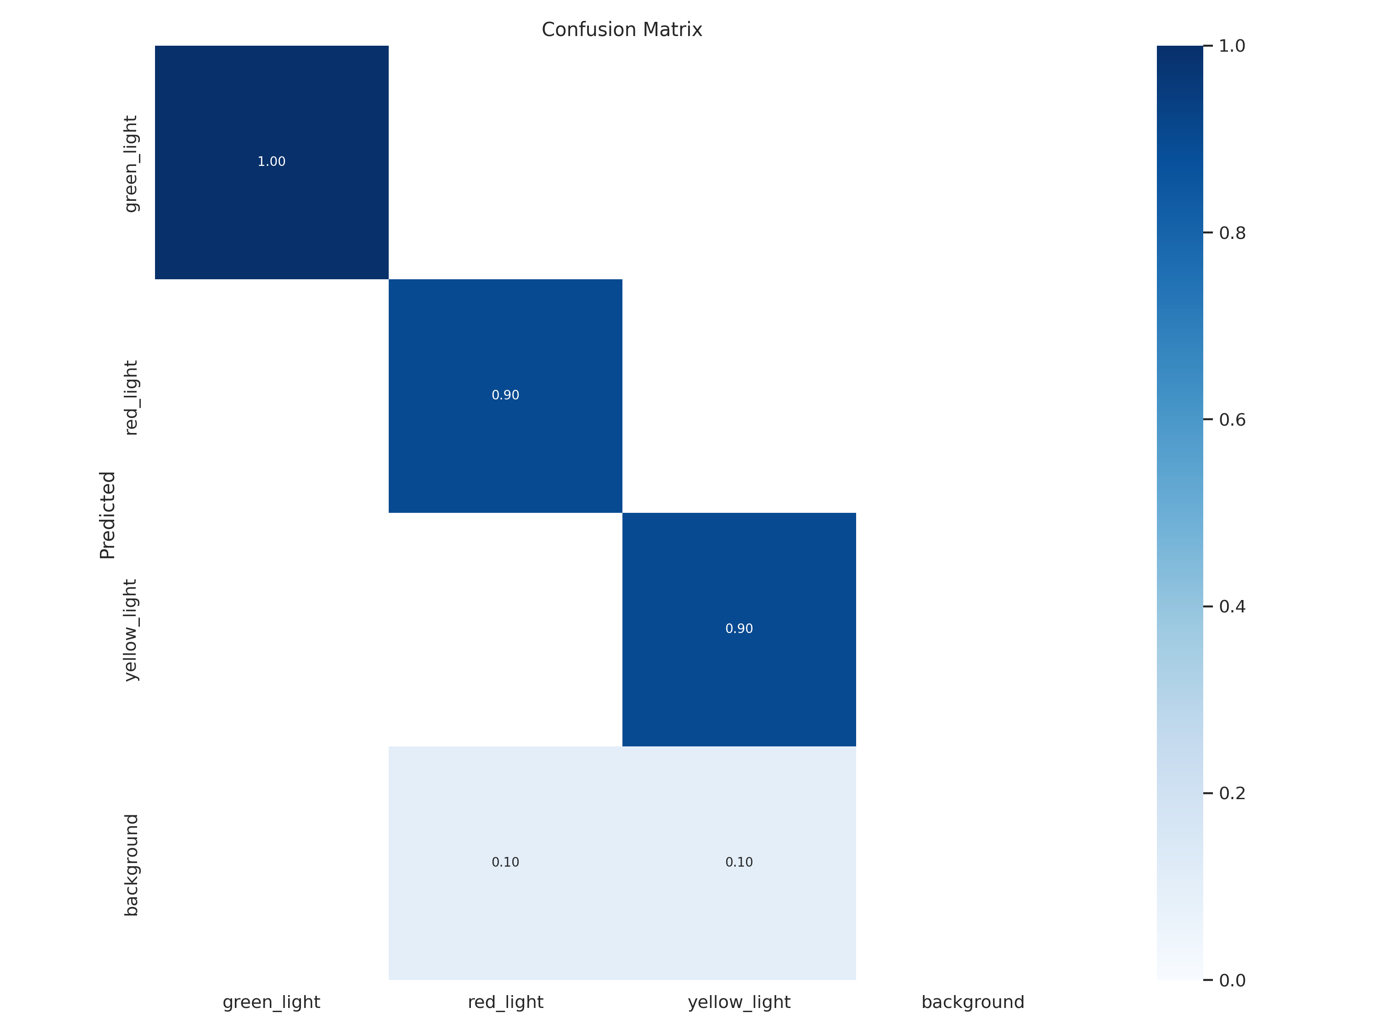 Confusion Matrix
green_light
red_light
yellow_light
background
Predicted
1.00
0.90
0.90
0.10
0.10
green_light
red_light
yellow_light
background
1.0
0.8
0.6
0.4
0.2
0.0